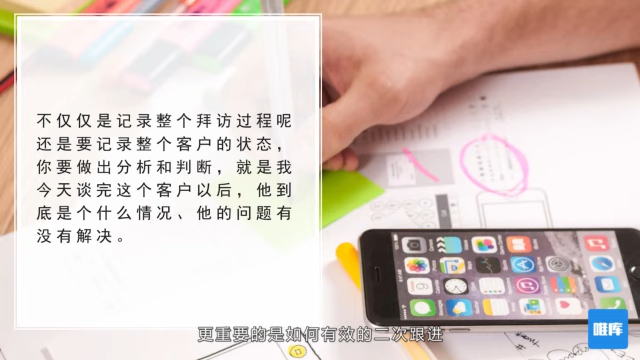 不仅仅是记录整个拜访过程呢
还是要记录整个客户的状态，
你要做出分析和判断，就是我
今天谈完这个客户以后，他到
底是个什么情况、他的问题有
没有解决。
更重要的是如何有效的二次跟进
唯库